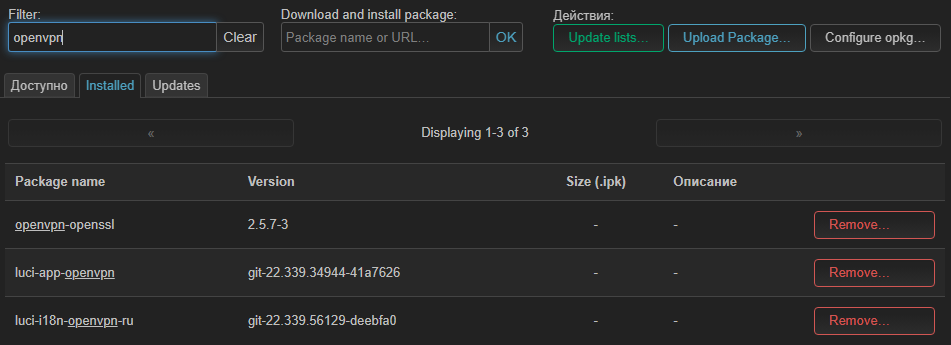 Filter: Download and install package: Действия:
openvpn Clear Package name or URL... OK Update lists... Upload Package... Configure opkg...
Доступно Installed Updates
« Displaying 1-3 of 3 »
Package name Version Size (.ipk) Описание
openvpn-openssl 2.5.7-3 - - Remove...
luci-app-openvpn git-22.339.34944-41a7626 - - Remove...
luci-i18n-openvpn-ru git-22.339.56129-deebfa0 - - Remove...